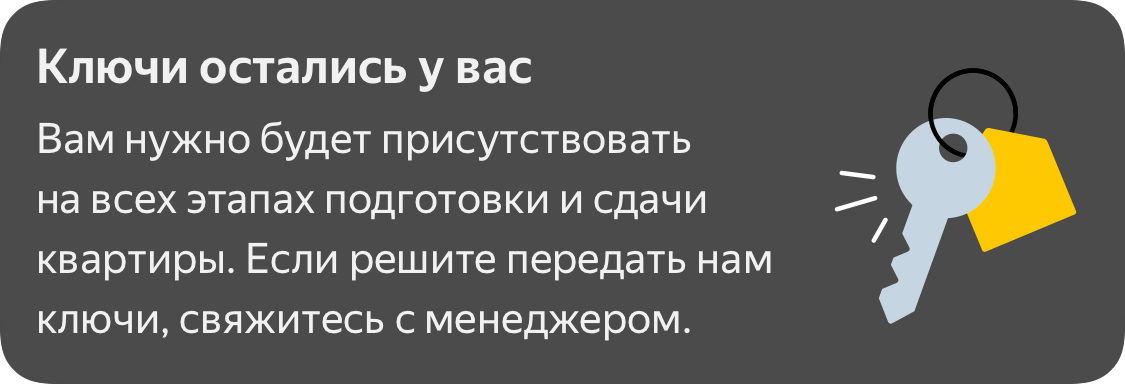 Ключи остались у вас
Вам нужно будет присутствовать
на всех этапах подготовки и сдачи
квартиры. Если решите передать нам
ключи, свяжитесь с менеджером.